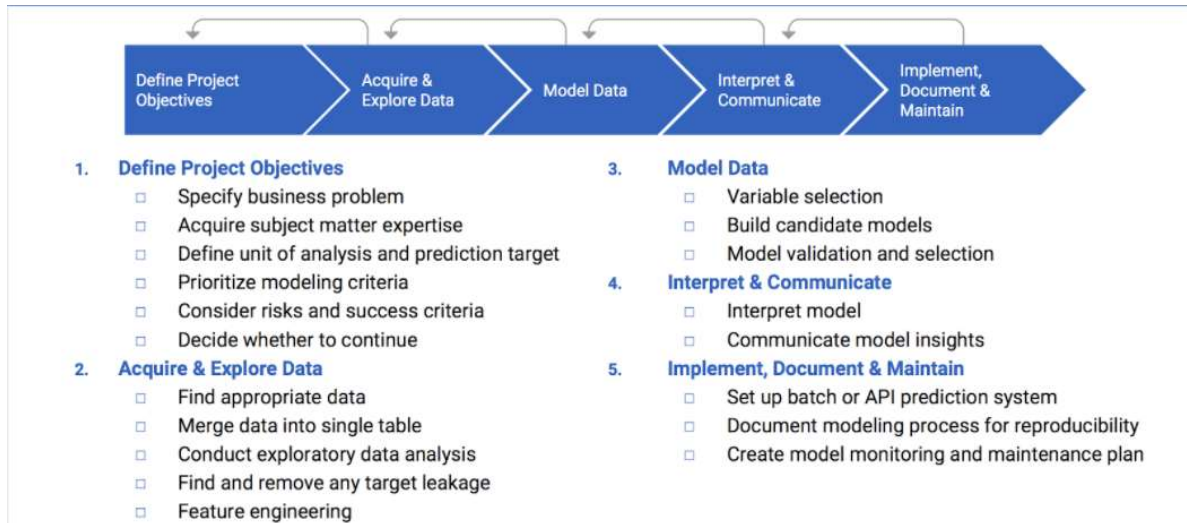 Define Project
Objectives
Acquire &
Explore Data
Model Data
Interpret &
Communicate
Implement,
Document &
Maintain
1. Define Project Objectives
□ Specify business problem
□ Acquire subject matter expertise
□ Define unit of analysis and prediction target
□ Prioritize modeling criteria
□ Consider risks and success criteria
□ Decide whether to continue
2. Acquire & Explore Data
□ Find appropriate data
□ Merge data into single table
□ Conduct exploratory data analysis
□ Find and remove any target leakage
□ Feature engineering
3. Model Data
□ Variable selection
□ Build candidate models
□ Model validation and selection
4. Interpret & Communicate
□ Interpret model
□ Communicate model insights
5. Implement, Document & Maintain
□ Set up batch or API prediction system
□ Document modeling process for reproducibility
□ Create model monitoring and maintenance plan